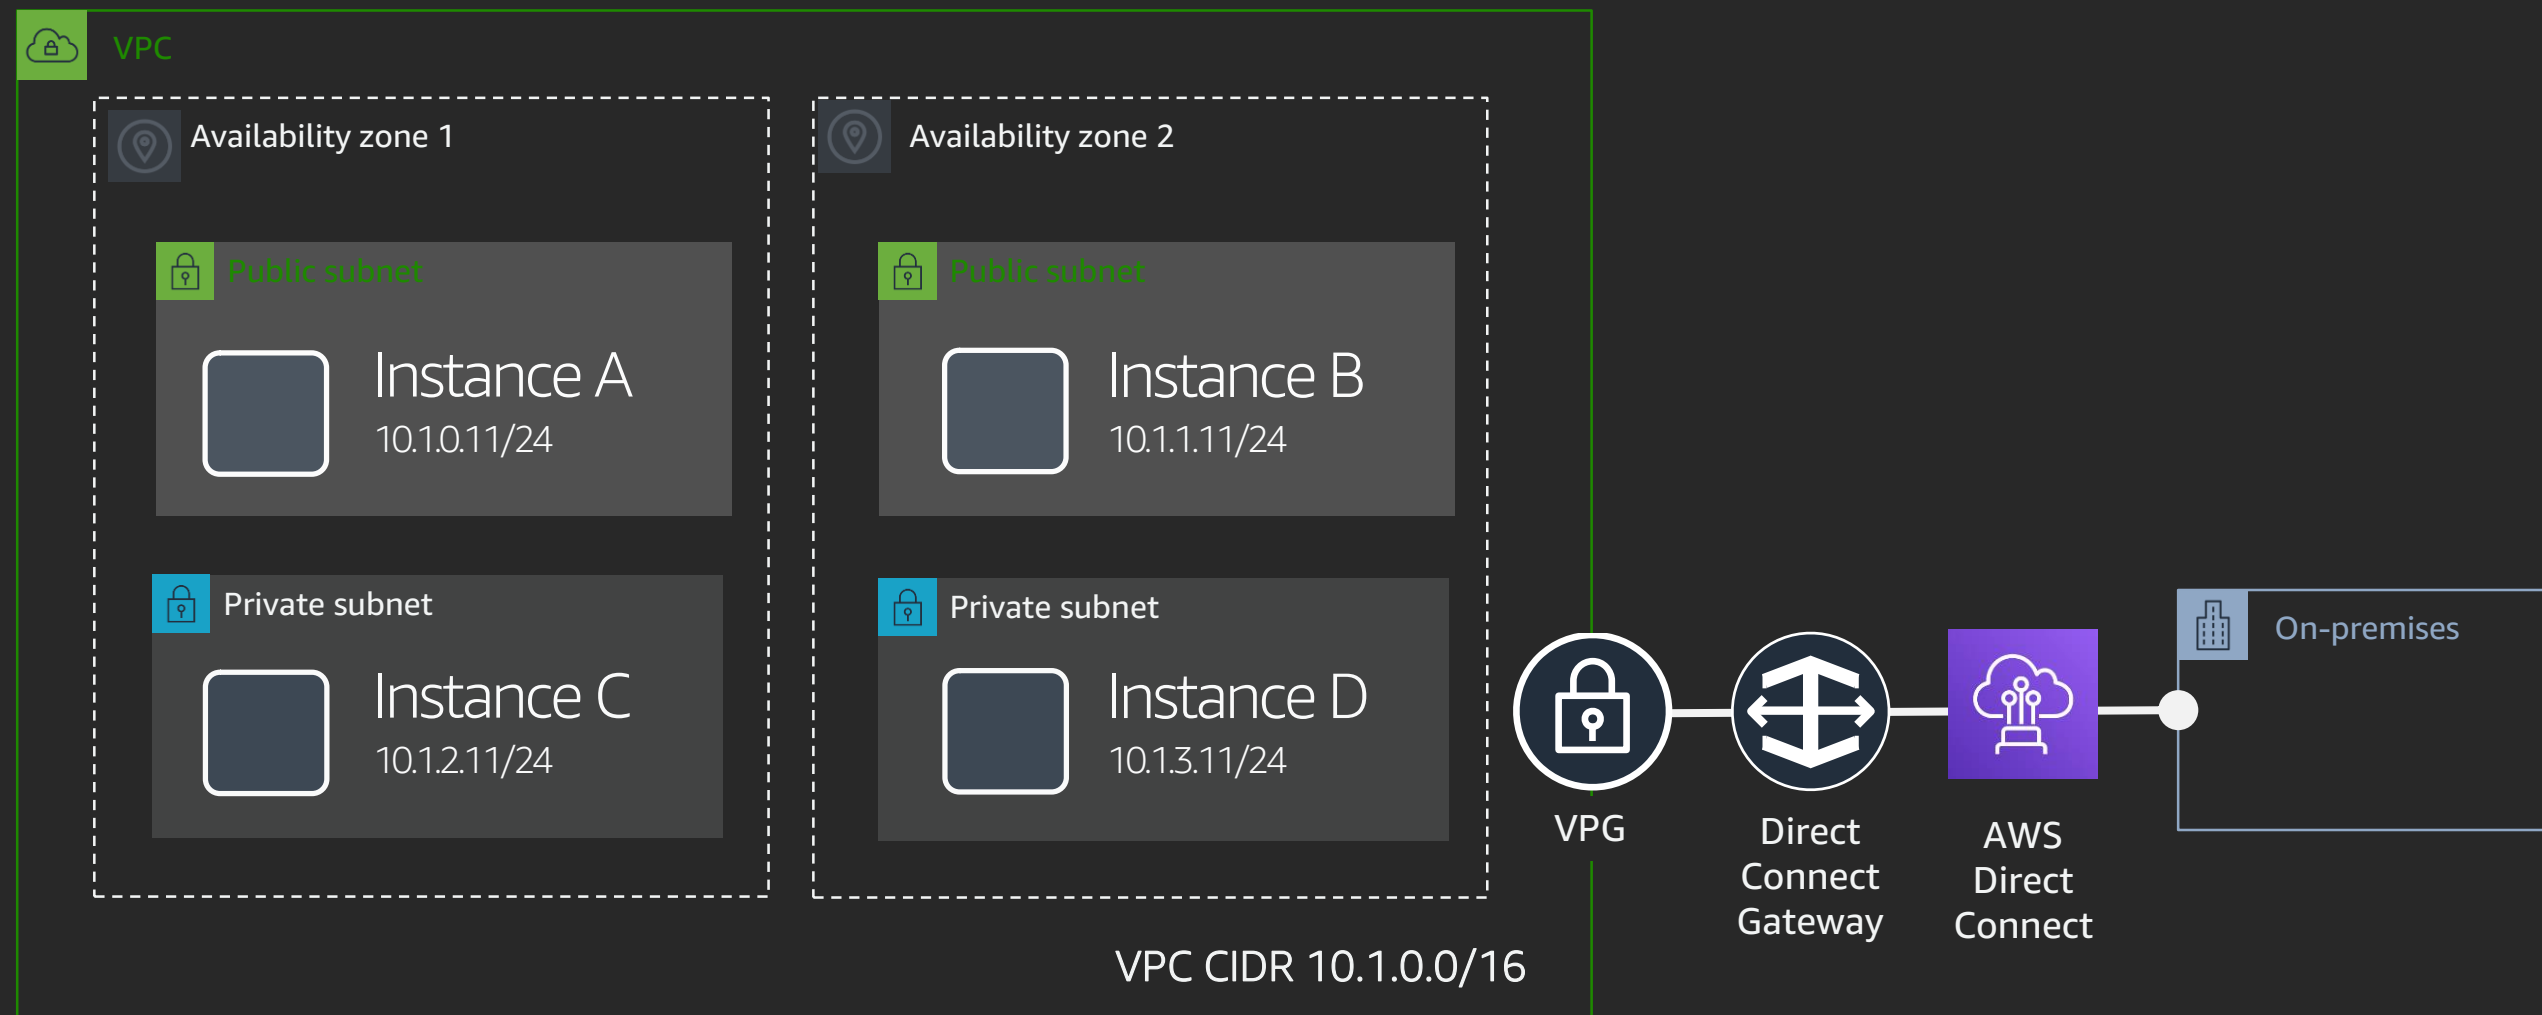 VPC
Availability zone 1
Availability zone 2
Public subnet
Instance A
10.1.0.11/24
Public subnet
Instance B
10.1.1.11/24
Private subnet
Instance C
10.1.2.11/24
Private subnet
Instance D
10.1.3.11/24
VPG
Direct
Connect
Gateway
AWS
Direct
Connect
On-premises
VPC CIDR 10.1.0.0/16